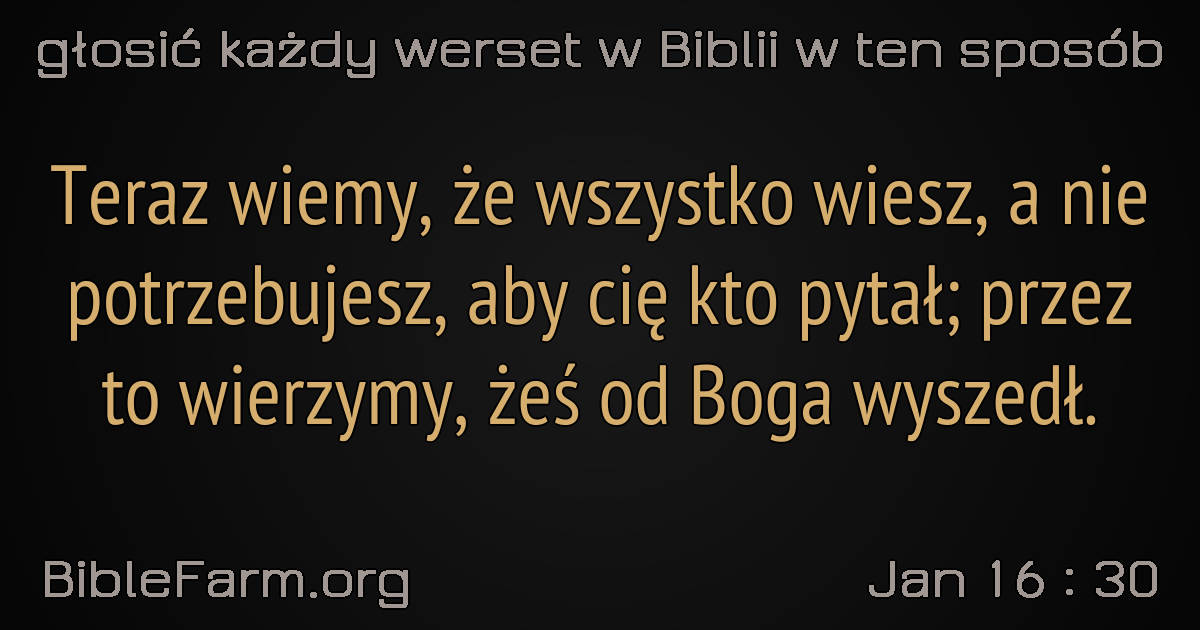 głosić każdy werset w Biblii w ten sposób
Teraz wiemy, że wszystko wiesz, a nie
potrzebujesz, aby cię kto pytał; przez
to wierzymy, żeś od Boga wyszedł.
BibleFarm.org
Jan 16 : 30